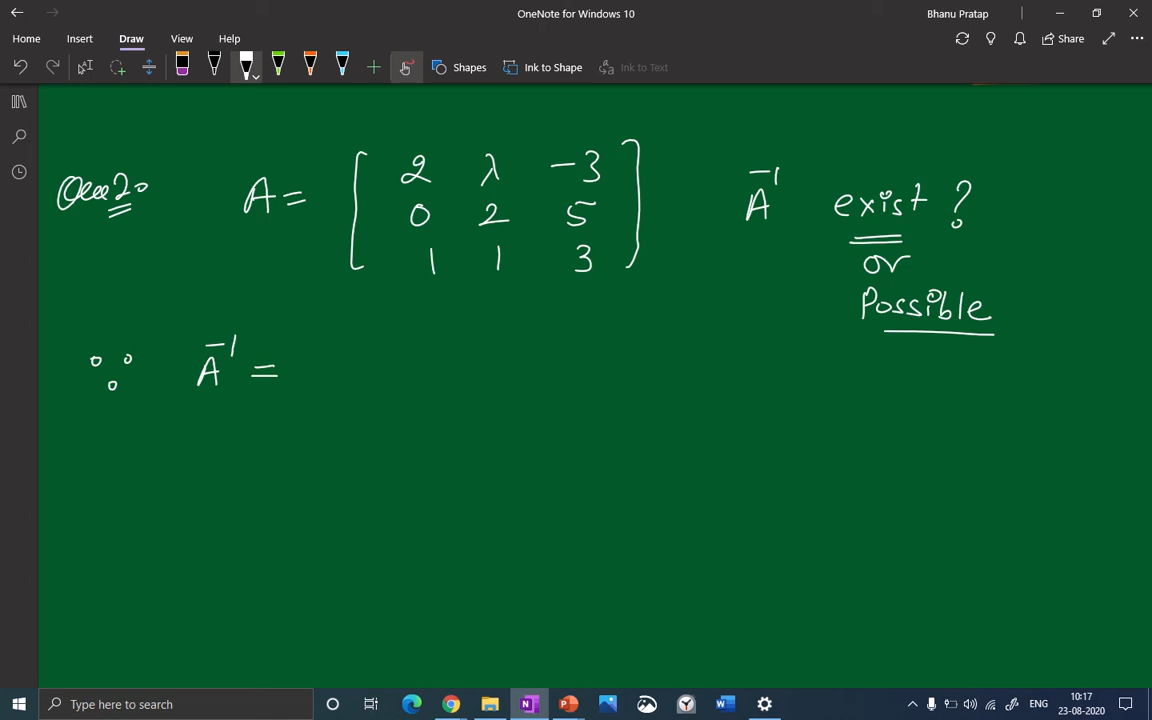 OneNote for Windows 10
Bhanu Pratap
Home Insert Draw View Help
Share
Shapes Ink to Shape Ink to Text
Que 2.
A = [ 2 λ -3
0 2 5
1 1 3 ]
A⁻¹ exist ?
or
Possible
∵ A⁻¹ =
Type here to search
ENG
10:17
23-08-2020